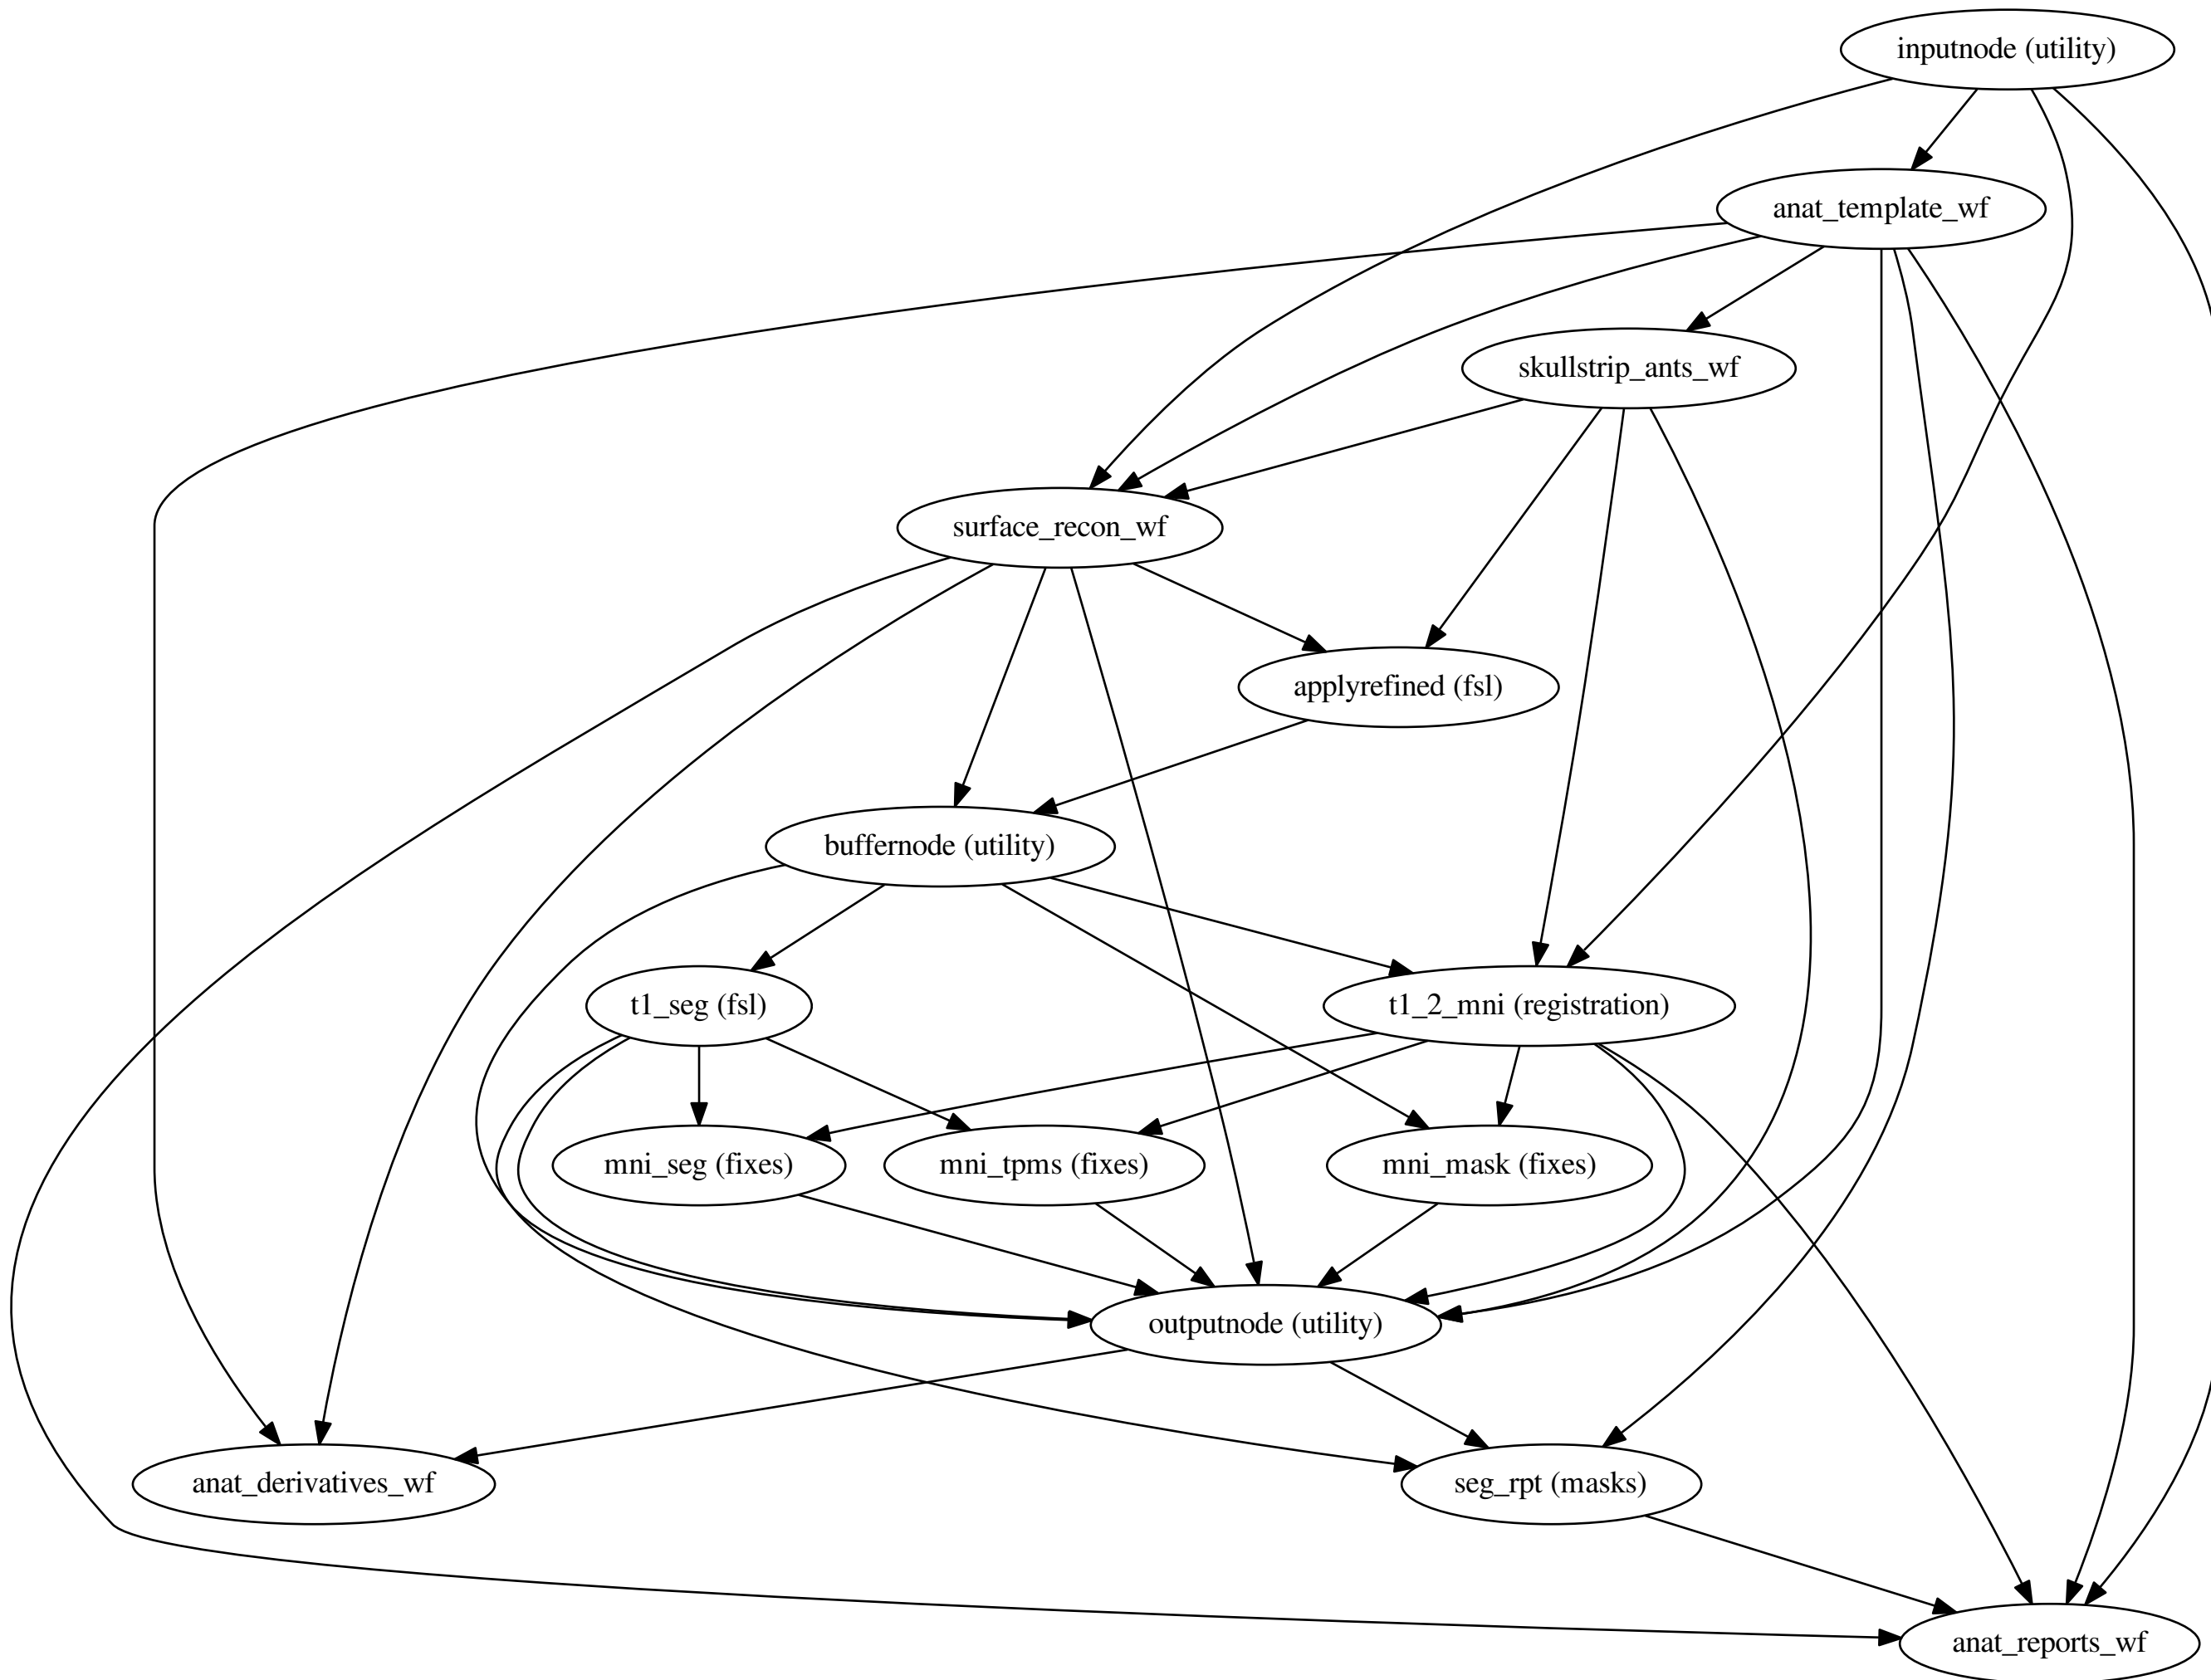 inputnode (utility)
anat_template_wf
skullstrip_ants_wf
surface_recon_wf
applyrefined (fsl)
buffernode (utility)
t1_seg (fsl)
t1_2_mni (registration)
mni_seg (fixes)
mni_tpms (fixes)
mni_mask (fixes)
outputnode (utility)
anat_derivatives_wf
seg_rpt (masks)
anat_reports_wf